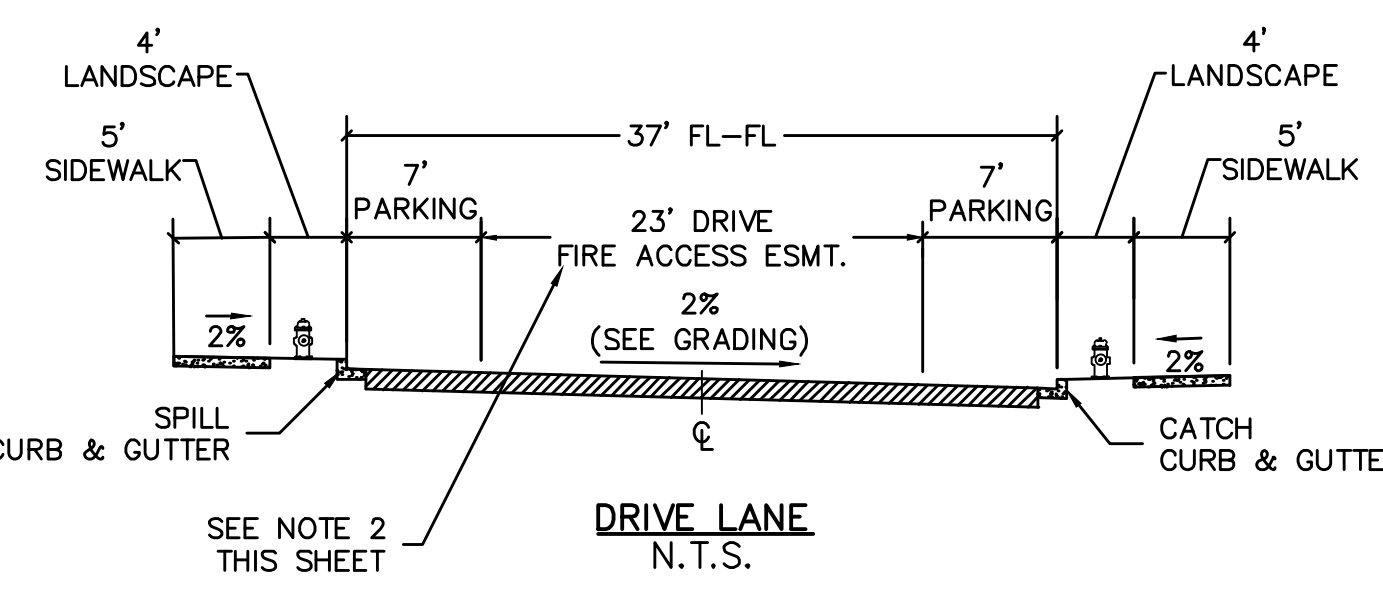 4'
LANDSCAPE
5'
SIDEWALK
37' FL-FL
7'
PARKING
23' DRIVE
FIRE ACCESS ESMT.
7'
PARKING
4'
LANDSCAPE
5'
SIDEWALK
2%
2%
(SEE GRADING)
2%
SPILL
CURB & GUTTER
℄
CATCH
CURB & GUTTE
SEE NOTE 2
THIS SHEET
DRIVE LANE
N.T.S.